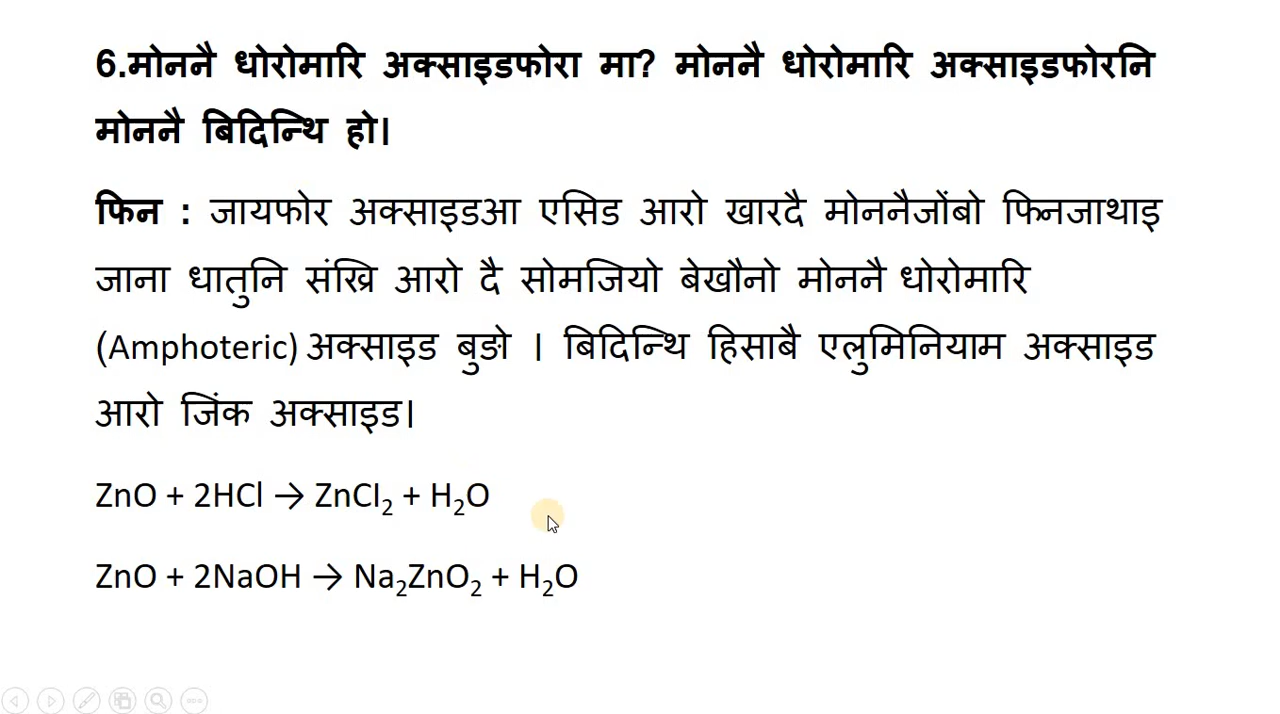 6.मोननै धोरोमारि अक्साइडफोरा मा? मोननै धोरोमारि अक्साइडफोरनि
मोननै बिदिन्थि हो।
फिन : जायफोर अक्साइडआ एसिड आरो खारदै मोननैजोंबो फिनजाथाइ
जाना धातुनि संख्रि आरो दै सोमजियो बेखौनो मोननै धोरोमारि
(Amphoteric) अक्साइड बुङो । बिदिन्थि हिसाबै एलुमिनियाम अक्साइड
आरो जिंक अक्साइड।
ZnO + 2HCl → ZnCl₂ + H₂O
ZnO + 2NaOH → Na₂ZnO₂ + H₂O